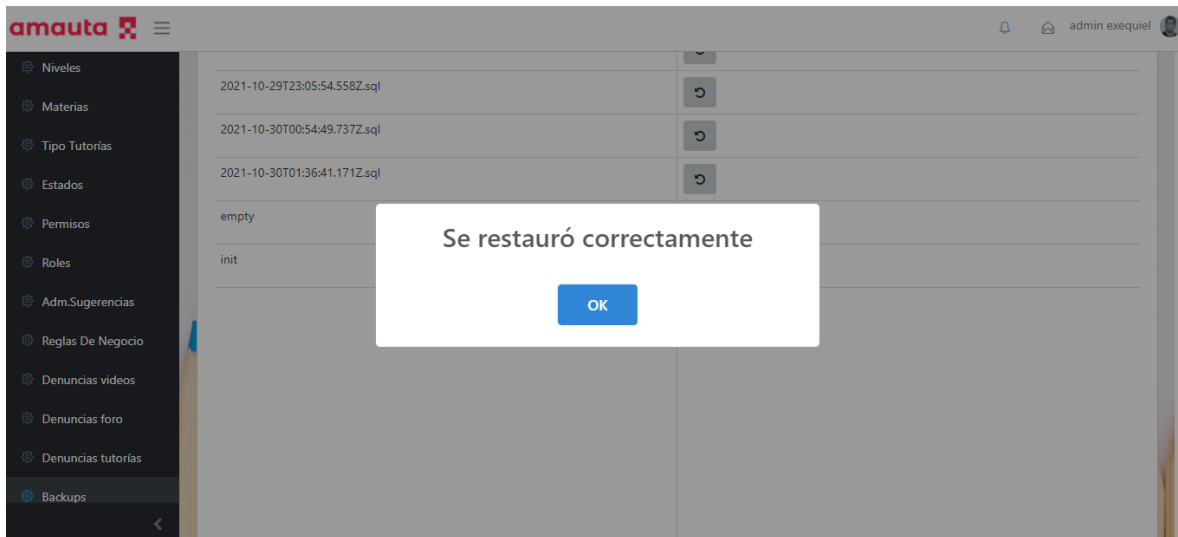 amauta
admin exequiel
Niveles
Materias
Tipo Tutorías
Estados
Permisos
Roles
Adm.Sugerencias
Reglas De Negocio
Denuncias videos
Denuncias foro
Denuncias tutorías
Backups
2021-10-29T23:05:54.558Z.sql
2021-10-30T00:54:49.737Z.sql
2021-10-30T01:36:41.171Z.sql
empty
init
Se restauró correctamente
OK